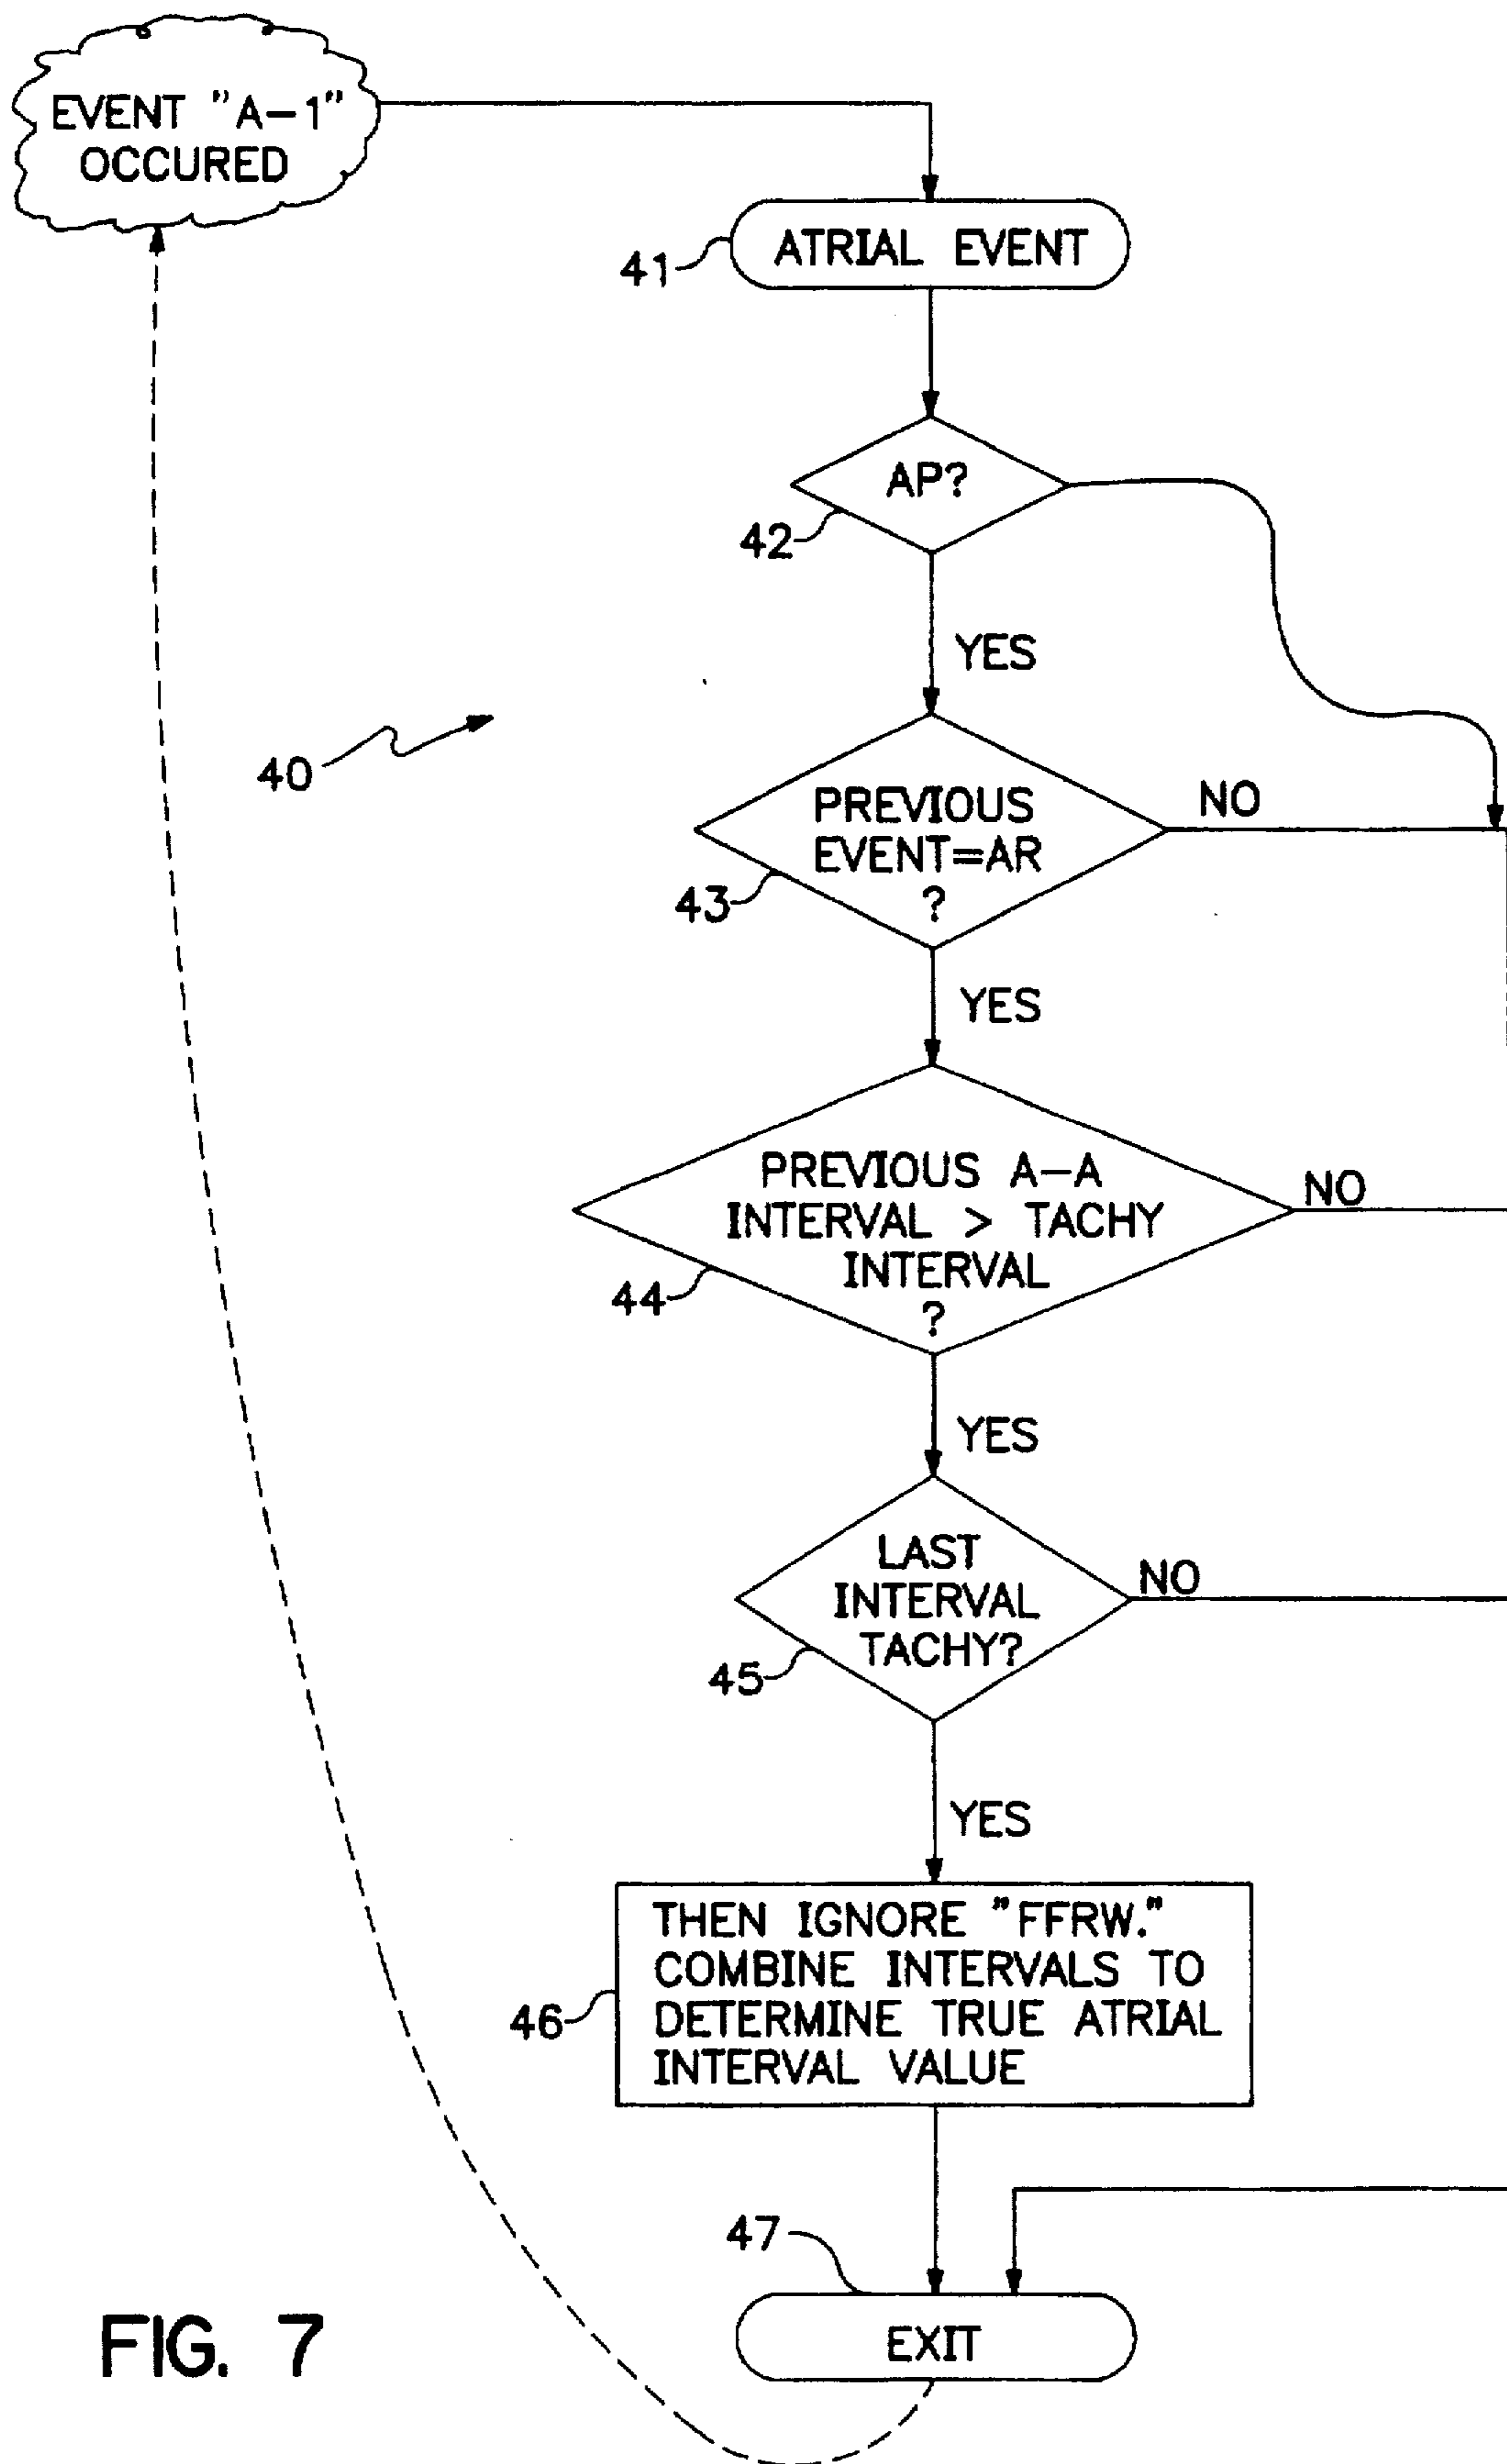 EVENT "A-1"
OCCURED
41
ATRIAL EVENT
AP?
42
YES
40
PREVIOUS
EVENT=AR
?
43
NO
YES
PREVIOUS A-A
INTERVAL > TACHY
INTERVAL
?
44
NO
YES
LAST
INTERVAL
TACHY?
45
NO
YES
THEN IGNORE "FFRW."
COMBINE INTERVALS TO
DETERMINE TRUE ATRIAL
INTERVAL VALUE
46
47
EXIT
FIG. 7